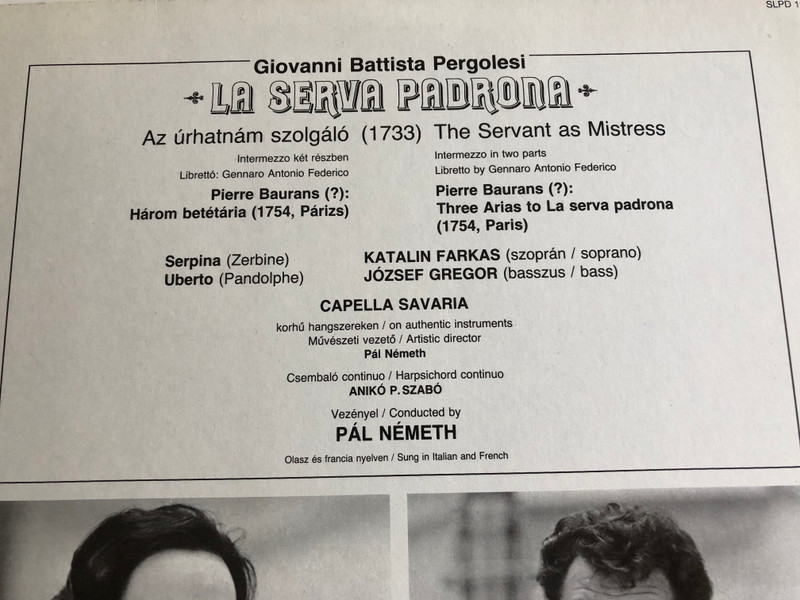 SLPD 1
Giovanni Battista Pergolesi
LA SERVA PADRONA
Az úrhatnám szolgáló (1733) The Servant as Mistress
Intermezzo két részben
Librettó: Gennaro Antonio Federico
Intermezzo in two parts
Libretto by Gennaro Antonio Federico
Pierre Baurans (?):
Három betétária (1754, Párizs)
Pierre Baurans (?):
Three Arias to La serva padrona
(1754, Paris)
Serpina (Zerbine) KATALIN FARKAS (szoprán / soprano)
Uberto (Pandolphe) JÓZSEF GREGOR (basszus / bass)
CAPELLA SAVARIA
korhű hangszereken / on authentic instruments
Művészeti vezető / Artistic director
Pál Németh
Csembaló continuo / Harpsichord continuo
ANIKÓ P. SZABÓ
Vezényel / Conducted by
PÁL NÉMETH
Olasz és francia nyelven / Sung in Italian and French